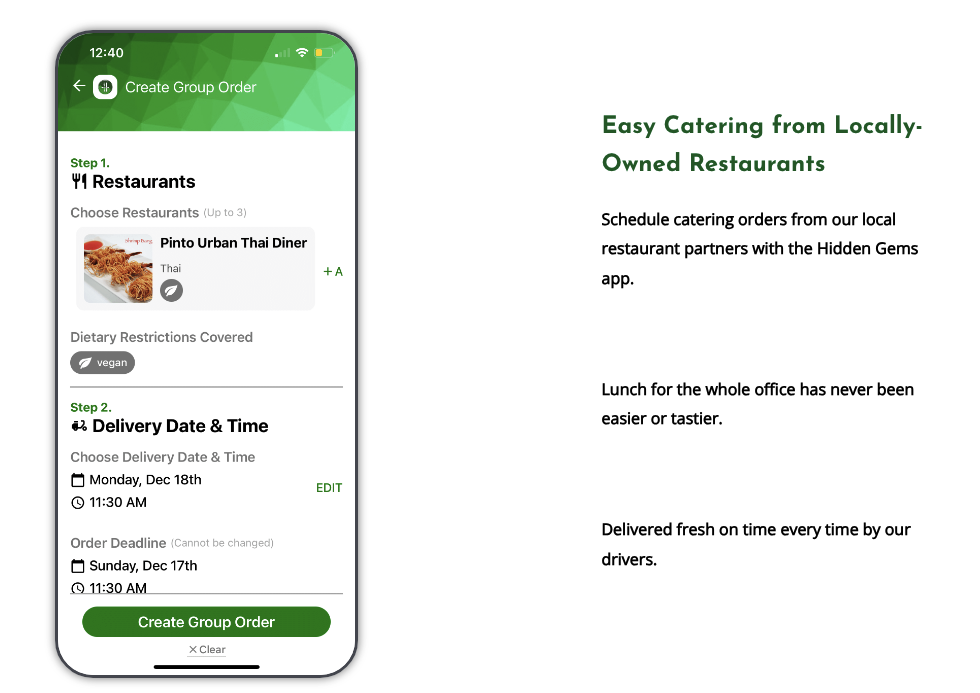 12:40
Create Group Order
Step 1.
Restaurants
Choose Restaurants (Up to 3)
Pinto Urban Thai Diner
Thai
+ A
Dietary Restrictions Covered
vegan
Step 2.
Delivery Date & Time
Choose Delivery Date & Time
Monday, Dec 18th
11:30 AM
EDIT
Order Deadline (Cannot be changed)
Sunday, Dec 17th
11:30 AM
Create Group Order
× Clear
Easy Catering from Locally-
Owned Restaurants
Schedule catering orders from our local
restaurant partners with the Hidden Gems
app.
Lunch for the whole office has never been
easier or tastier.
Delivered fresh on time every time by our
drivers.